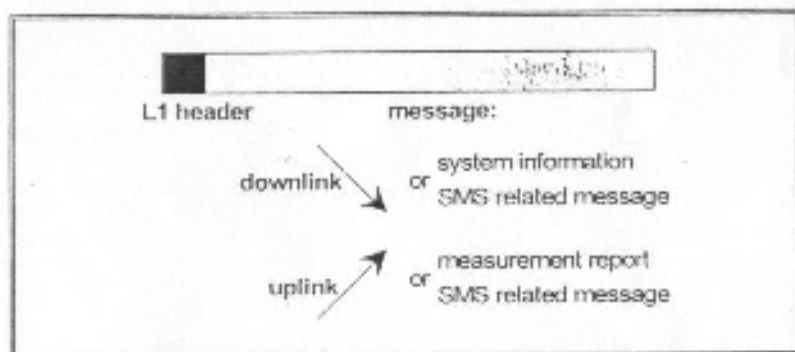 L1 header
message:
downlink
or system information
SMS related message
uplink
or measurement report
SMS related message